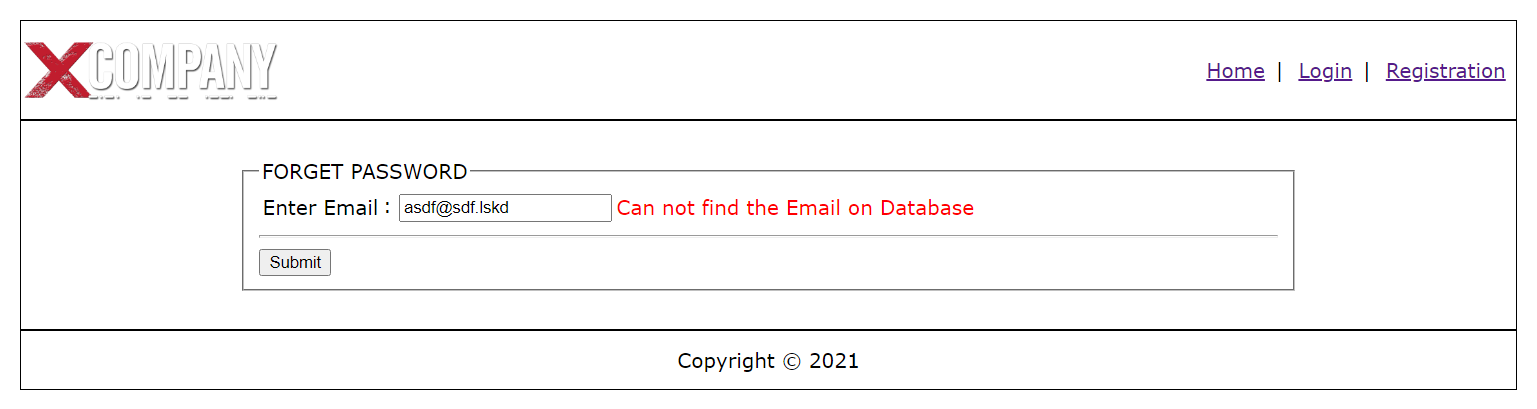 XCOMPANY
Home | Login | Registration
FORGET PASSWORD
Enter Email : asdf@sdf.lskd Can not find the Email on Database
Submit
Copyright © 2021